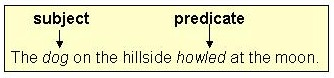 subject predicate
The dog on the hillside howled at the moon.